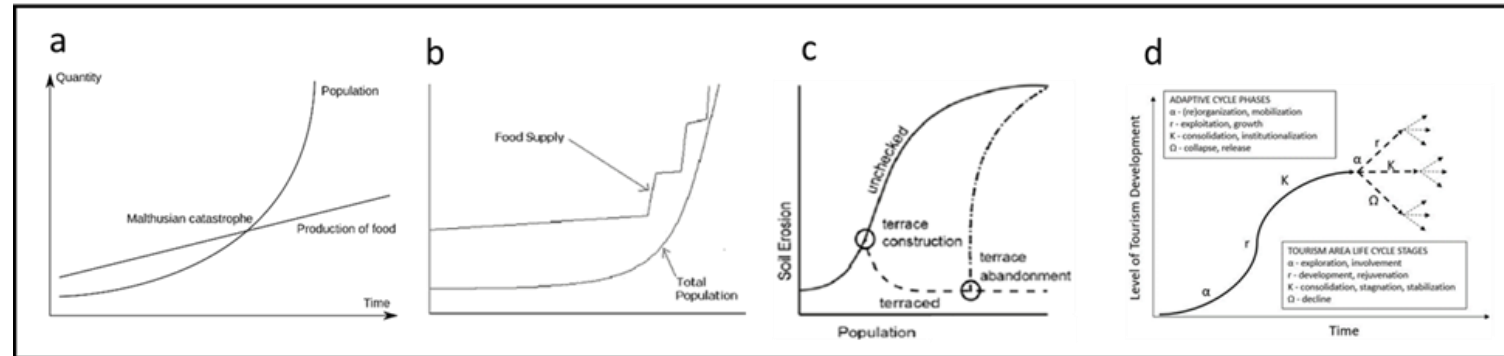 a
Quantity
Population
Malthusian catastrophe
Production of food
Time
b
Food Supply
Total
Population
c
Soil Erosion
unchecked
terrace
construction
terrace
abandonment
terraced
Population
d
Level of Tourism Development
ADAPTIVE CYCLE PHASES
α - (re)organization, mobilization
r - exploitation, growth
K - consolidation, institutionalization
Ω - collapse, release
α
r
K
α
r
K
Ω
TOURISM AREA LIFE CYCLE STAGES
α - exploration, involvement
r - development, rejuvenation
K - consolidation, stagnation, stabilization
Ω - decline
Time